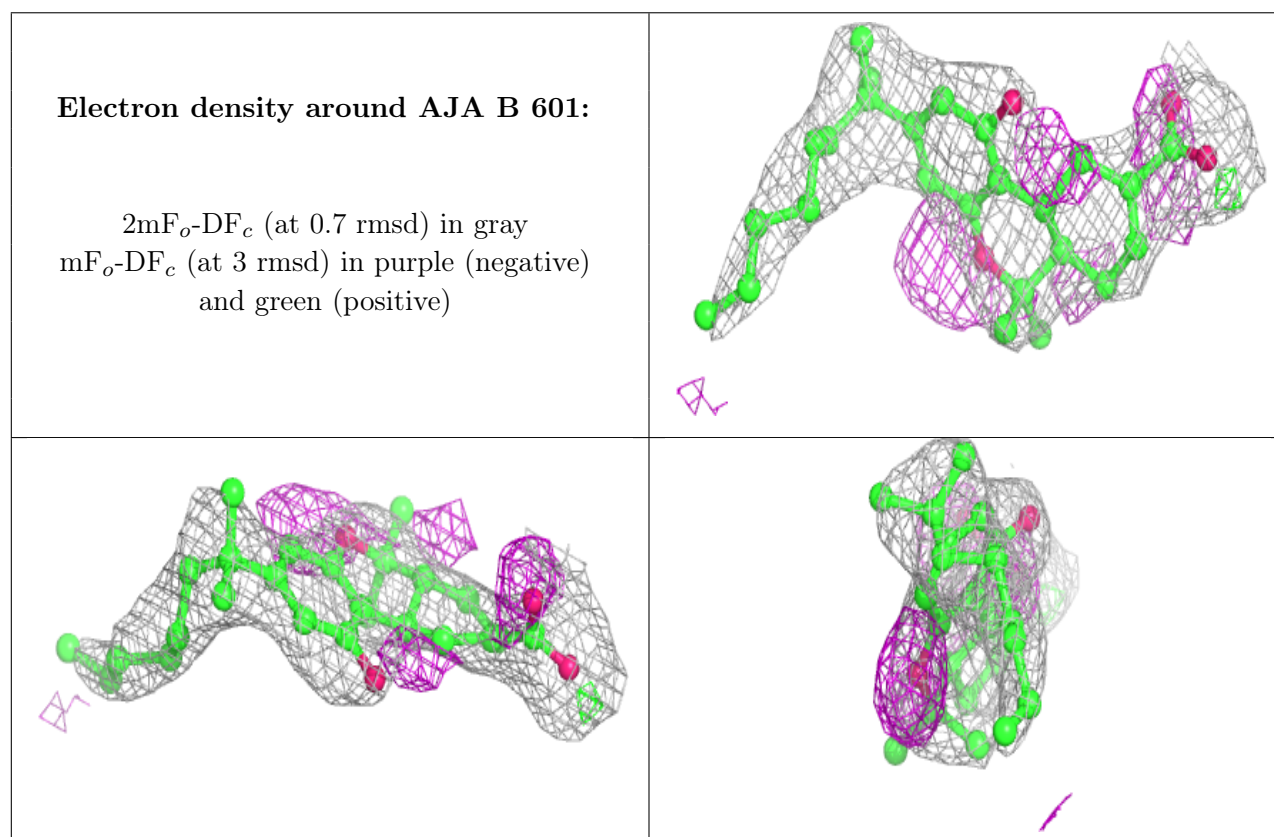 Electron density around AJA B 601:
2mFo-DFc (at 0.7 rmsd) in gray
mFo-DFc (at 3 rmsd) in purple (negative)
and green (positive)